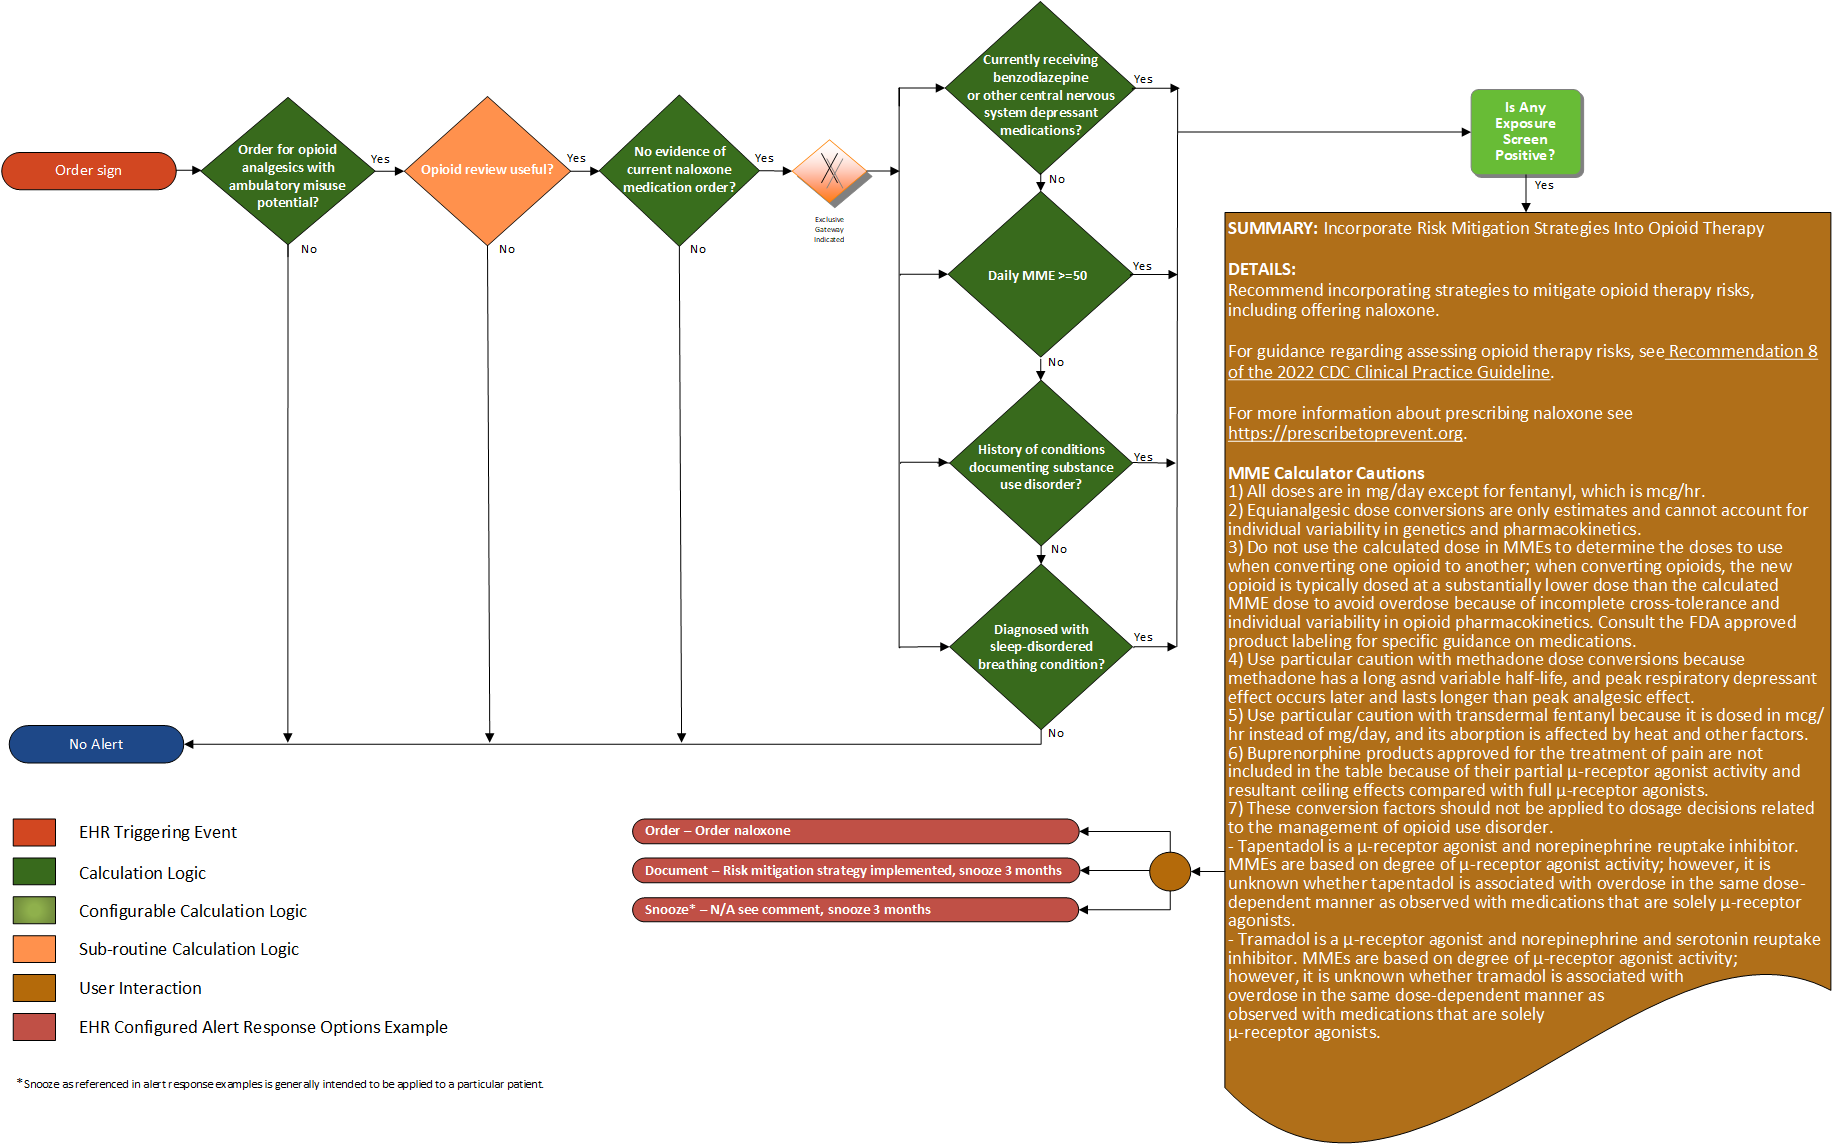 Order sign
Order for opioid
analgesics with
ambulatory misuse
potential?
Yes
No
Opioid review useful?
Yes
No
No evidence of
current naloxone
medication order?
Yes
No
Exclusive
Gateway
Indicated
Currently receiving
benzodiazepine
or other central nervous
system depressant
medications?
Yes
No
Daily MME >=50
Yes
No
History of conditions
documenting substance
use disorder?
Yes
No
Diagnosed with
sleep-disordered
breathing condition?
Yes
No
Is Any
Exposure
Screen
Positive?
Yes
No Alert
SUMMARY: Incorporate Risk Mitigation Strategies Into Opioid Therapy
DETAILS:
Recommend incorporating strategies to mitigate opioid therapy risks,
including offering naloxone.
For guidance regarding assessing opioid therapy risks, see Recommendation 8
of the 2022 CDC Clinical Practice Guideline.
For more information about prescribing naloxone see
https://prescribetoprevent.org.
MME Calculator Cautions
1) All doses are in mg/day except for fentanyl, which is mcg/hr.
2) Equianalgesic dose conversions are only estimates and cannot account for
individual variability in genetics and pharmacokinetics.
3) Do not use the calculated dose in MMEs to determine the doses to use
when converting one opioid to another; when converting opioids, the new
opioid is typically dosed at a substantially lower dose than the calculated
MME dose to avoid overdose because of incomplete cross-tolerance and
individual variability in opioid pharmacokinetics. Consult the FDA approved
product labeling for specific guidance on medications.
4) Use particular caution with methadone dose conversions because
methadone has a long asnd variable half-life, and peak respiratory depressant
effect occurs later and lasts longer than peak analgesic effect.
5) Use particular caution with transdermal fentanyl because it is dosed in mcg/
hr instead of mg/day, and its aborption is affected by heat and other factors.
6) Buprenorphine products approved for the treatment of pain are not
included in the table because of their partial µ-receptor agonist activity and
resultant ceiling effects compared with full µ-receptor agonists.
7) These conversion factors should not be applied to dosage decisions related
to the management of opioid use disorder.
- Tapentadol is a µ-receptor agonist and norepinephrine reuptake inhibitor.
MMEs are based on degree of µ-receptor agonist activity; however, it is
unknown whether tapentadol is associated with overdose in the same dose-
dependent manner as observed with medications that are solely µ-receptor
agonists.
- Tramadol is a µ-receptor agonist and norepinephrine and serotonin reuptake
inhibitor. MMEs are based on degree of µ-receptor agonist activity;
however, it is unknown whether tramadol is associated with
overdose in the same dose-dependent manner as
observed with medications that are solely
µ-receptor agonists.
Order – Order naloxone
Document – Risk mitigation strategy implemented, snooze 3 months
Snooze* – N/A see comment, snooze 3 months
EHR Triggering Event
Calculation Logic
Configurable Calculation Logic
Sub-routine Calculation Logic
User Interaction
EHR Configured Alert Response Options Example
* Snooze as referenced in alert response examples is generally intended to be applied to a particular patient.